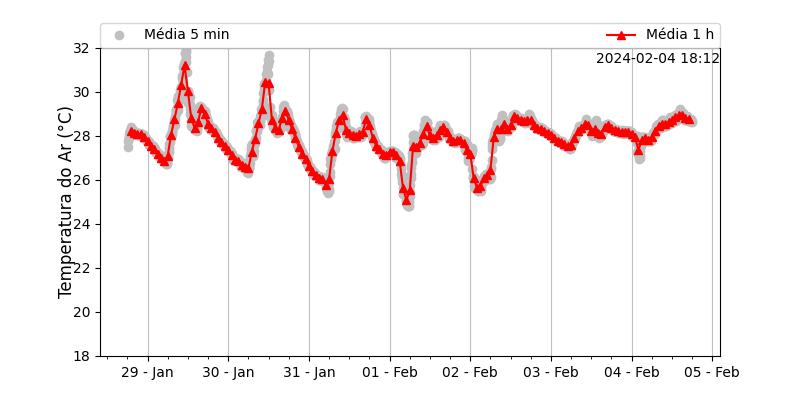 Média 5 min
Média 1 h
2024-02-04 18:12
Temperatura do Ar (°C)
32
30
28
26
24
22
20
18
29 - Jan
30 - Jan
31 - Jan
01 - Feb
02 - Feb
03 - Feb
04 - Feb
05 - Feb